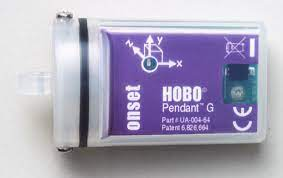 Z
Y
X
G
onset
HOBO©
Pendant™ G
Part # UA-004-64
Patent 6,826,664
CE